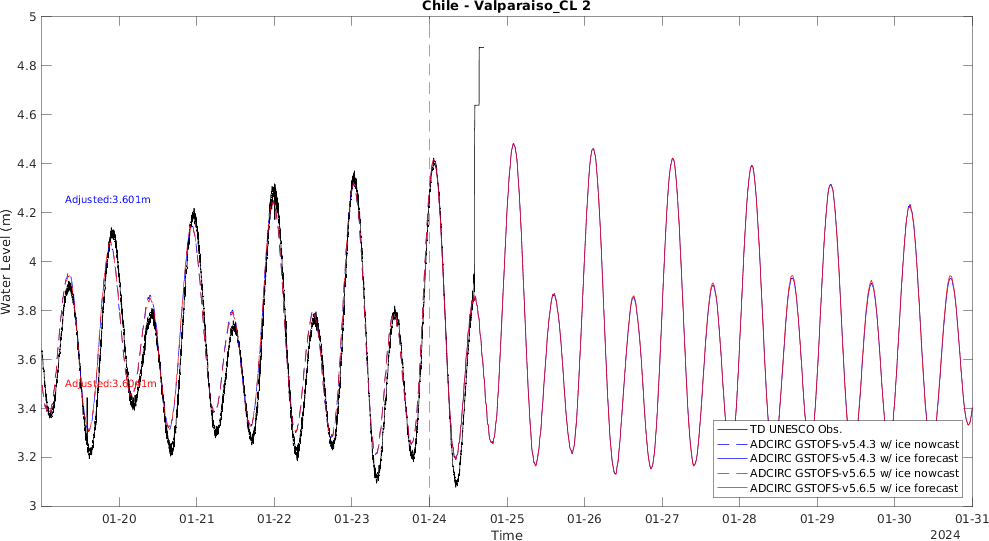 Chile - Valparaiso_CL 2
5
4.8
4.6
4.4
4.2
4
3.8
3.6
3.4
3.2
3
Water Level (m)
Adjusted:3.601m
Adjusted:3.6061m
TD UNESCO Obs.
ADCIRC GSTOFS-v5.4.3 w/ ice nowcast
ADCIRC GSTOFS-v5.4.3 w/ ice forecast
ADCIRC GSTOFS-v5.6.5 w/ ice nowcast
ADCIRC GSTOFS-v5.6.5 w/ ice forecast
01-20 01-21 01-22 01-23 01-24 01-25 01-26 01-27 01-28 01-29 01-30 01-31
Time
2024